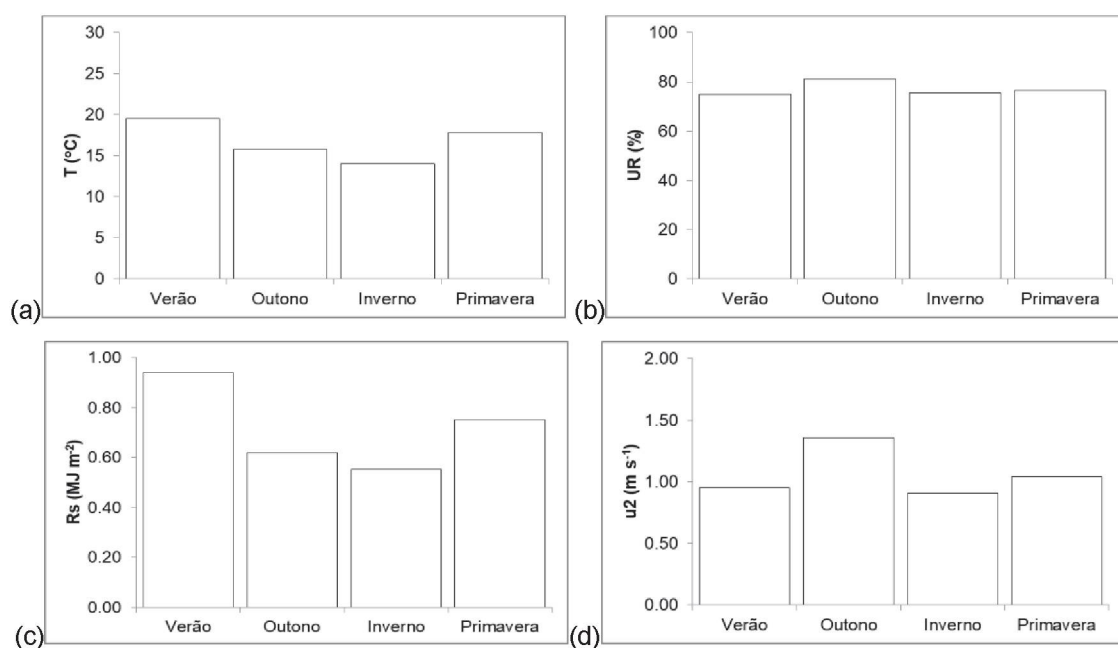 30
25
20
15
10
5
0
T (°C)
Verão Outono Inverno Primavera
(a)
100
80
60
40
20
0
UR (%)
Verão Outono Inverno Primavera
(b)
1.00
0.80
0.60
0.40
0.20
0.00
Rs (MJ m⁻²)
Verão Outono Inverno Primavera
(c)
2.00
1.50
1.00
0.50
0.00
u2 (m s⁻¹)
Verão Outono Inverno Primavera
(d)